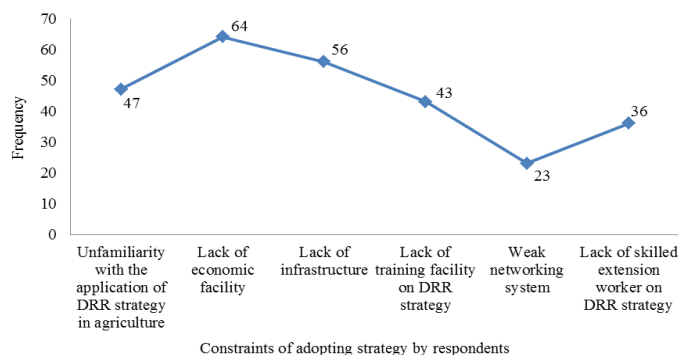 70
60
50
40
30
20
10
0
Frequency
47
64
56
43
23
36
Unfamiliarity
with the
application of
DRR strategy
in agriculture
Lack of
economic
facility
Lack of
infrastructure
Lack of
training facility
on DRR
strategy
Weak
networking
system
Lack of skilled
extension
worker on
DRR strategy
Constraints of adopting strategy by respondents